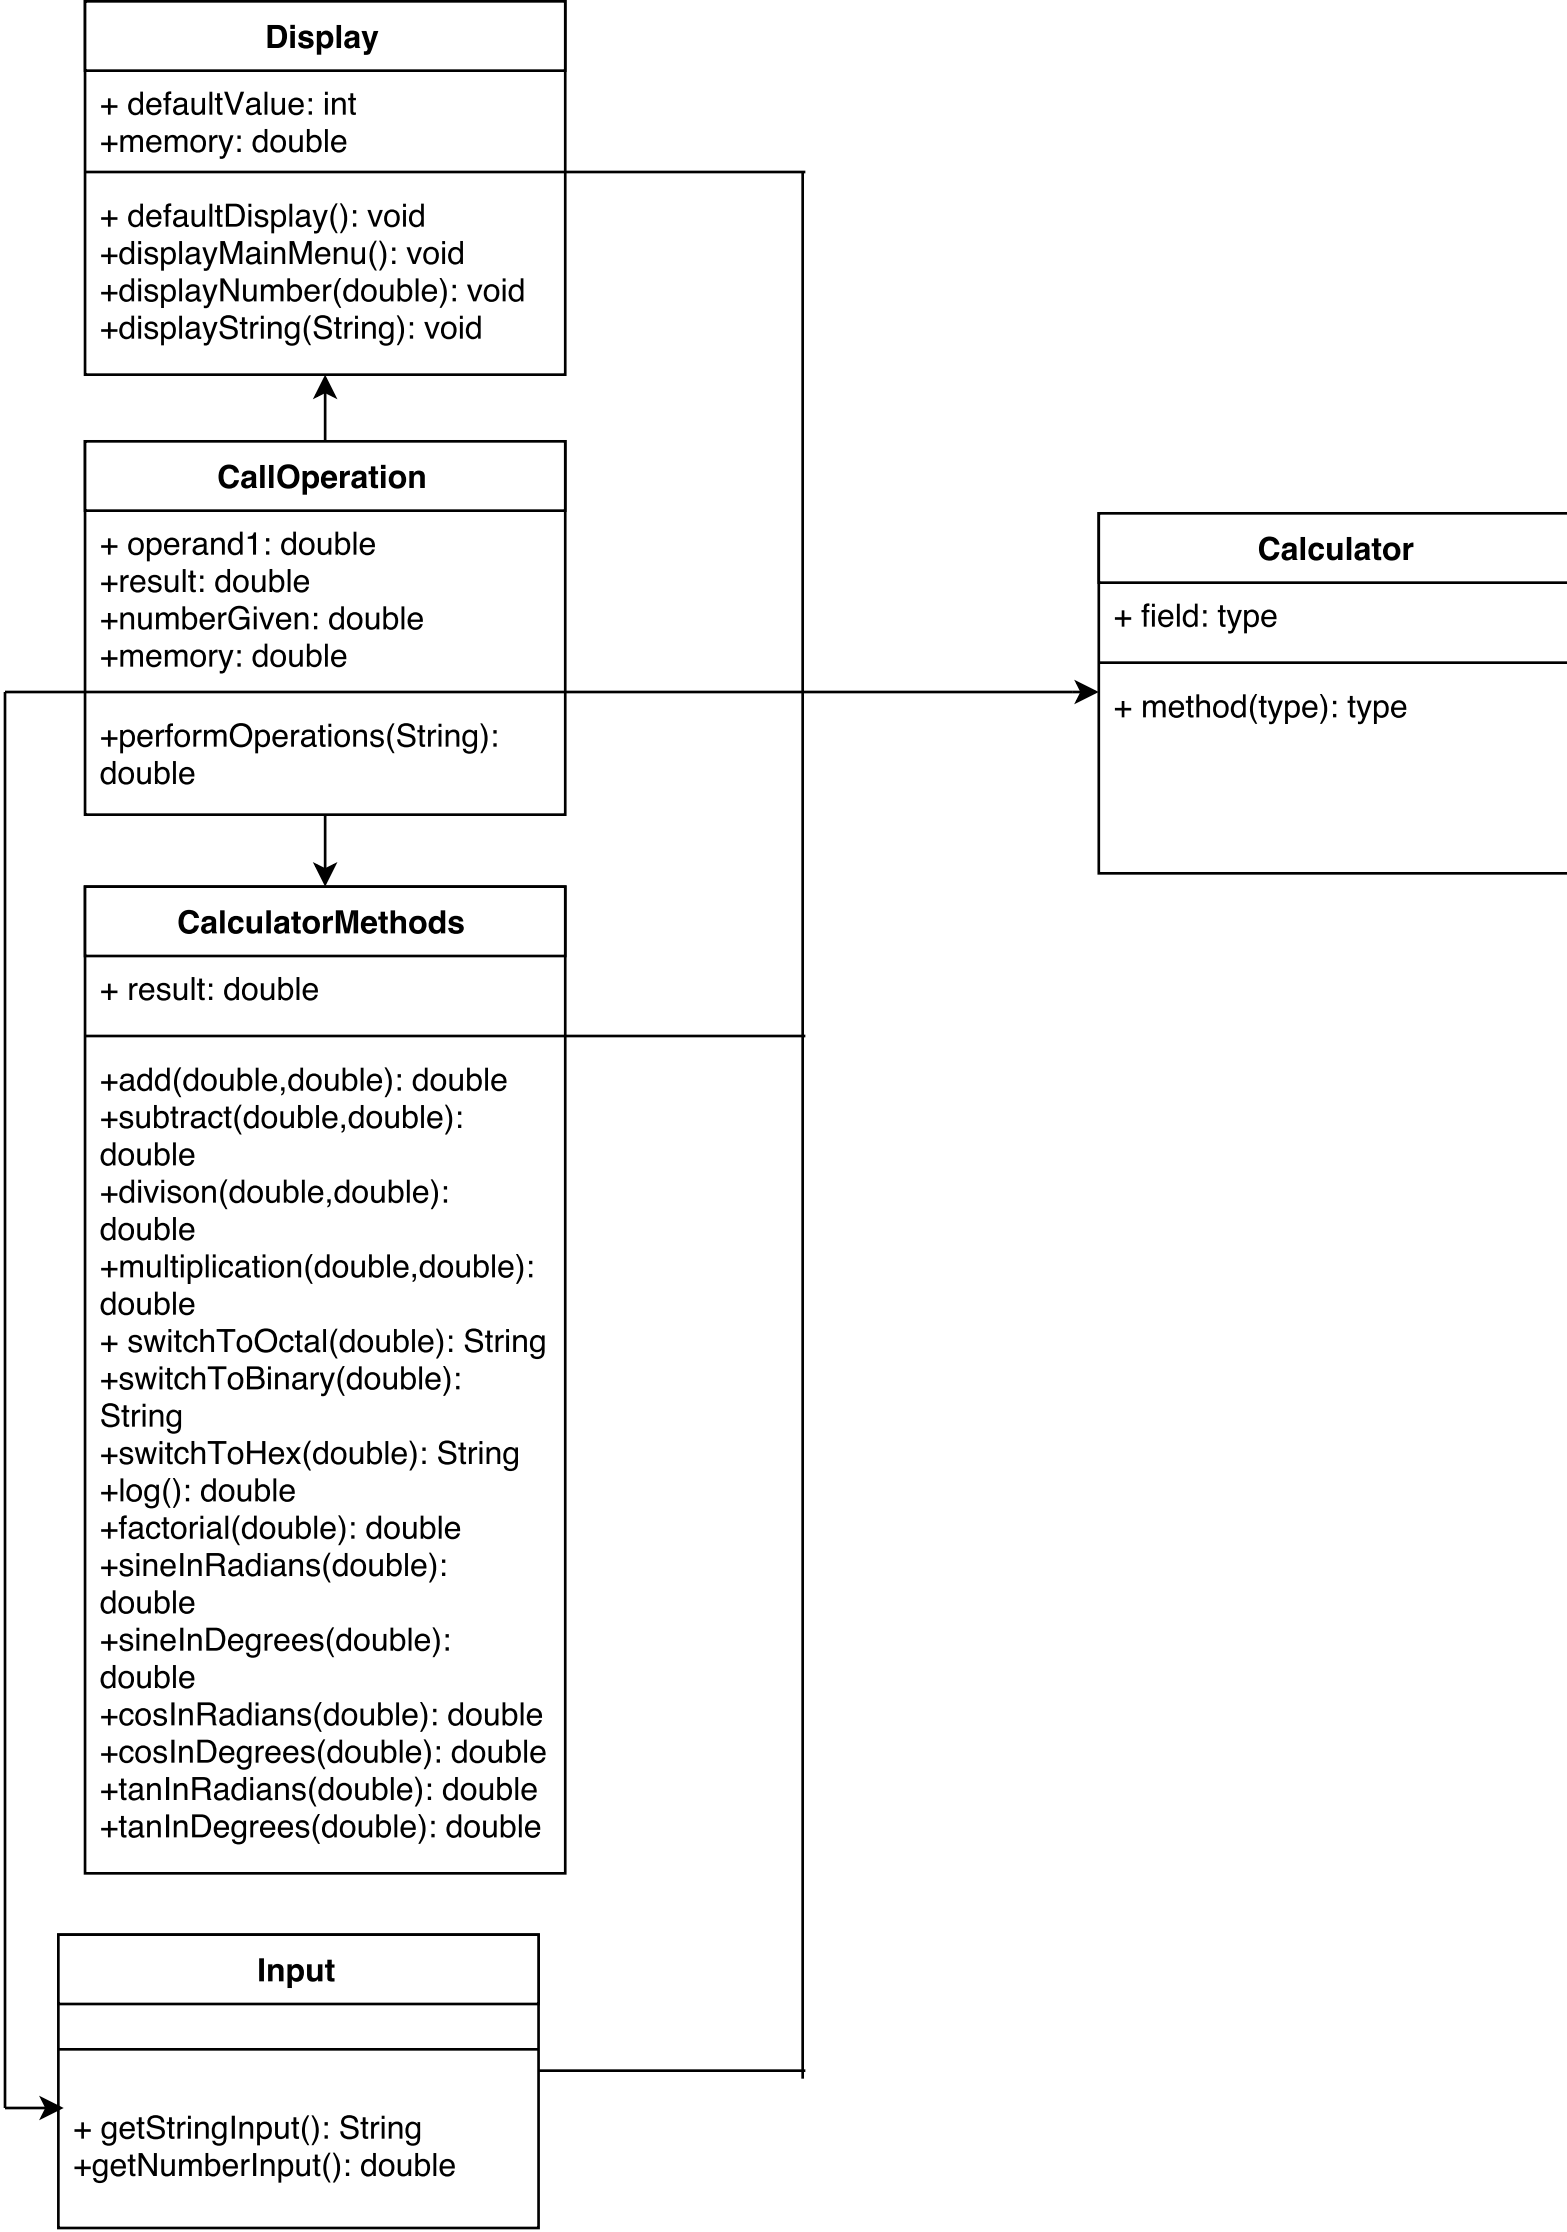 Display
+ defaultValue: int
+memory: double
+ defaultDisplay(): void
+displayMainMenu(): void
+displayNumber(double): void
+displayString(String): void
CallOperation
+ operand1: double
+result: double
+numberGiven: double
+memory: double
+performOperations(String):
double
Calculator
+ field: type
+ method(type): type
CalculatorMethods
+ result: double
+add(double,double): double
+subtract(double,double):
double
+divison(double,double):
double
+multiplication(double,double):
double
+ switchToOctal(double): String
+switchToBinary(double):
String
+switchToHex(double): String
+log(): double
+factorial(double): double
+sineInRadians(double):
double
+sineInDegrees(double):
double
+cosInRadians(double): double
+cosInDegrees(double): double
+tanInRadians(double): double
+tanInDegrees(double): double
Input
+ getStringInput(): String
+getNumberInput(): double